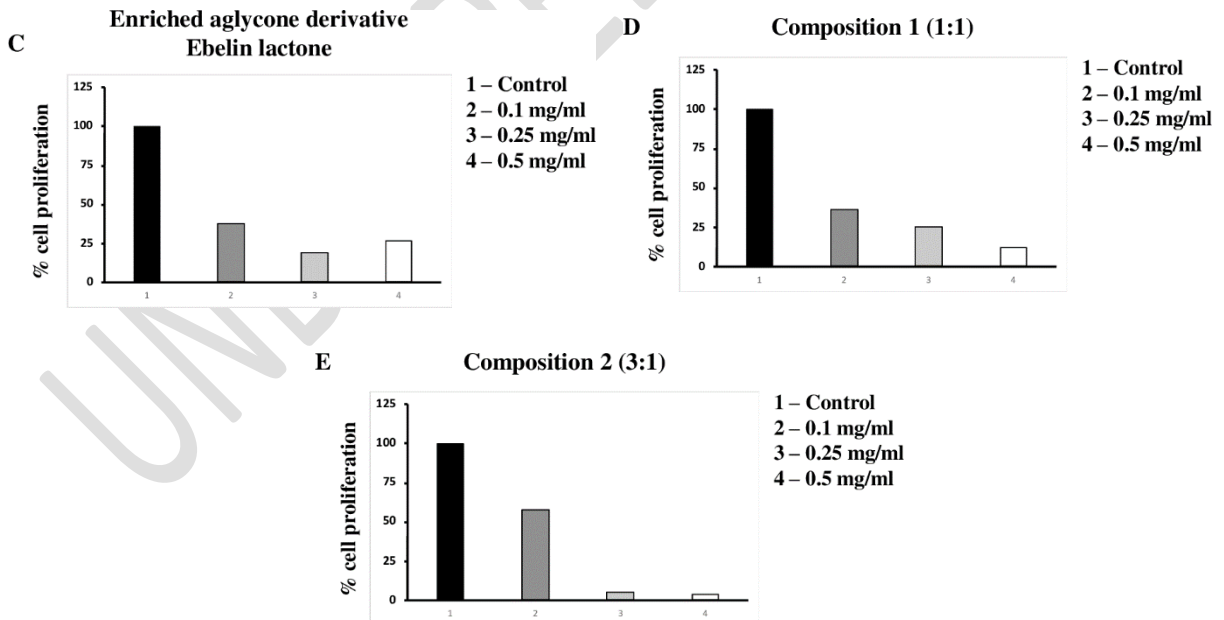 C
Enriched aglycone derivative
Ebelin lactone
% cell proliferation
125
100
75
50
25
0
1
2
3
4
1 – Control
2 – 0.1 mg/ml
3 – 0.25 mg/ml
4 – 0.5 mg/ml
D
Composition 1 (1:1)
% cell proliferation
125
100
75
50
25
0
1
2
3
4
1 – Control
2 – 0.1 mg/ml
3 – 0.25 mg/ml
4 – 0.5 mg/ml
E
Composition 2 (3:1)
% cell proliferation
125
100
75
50
25
0
1
2
3
4
1 – Control
2 – 0.1 mg/ml
3 – 0.25 mg/ml
4 – 0.5 mg/ml